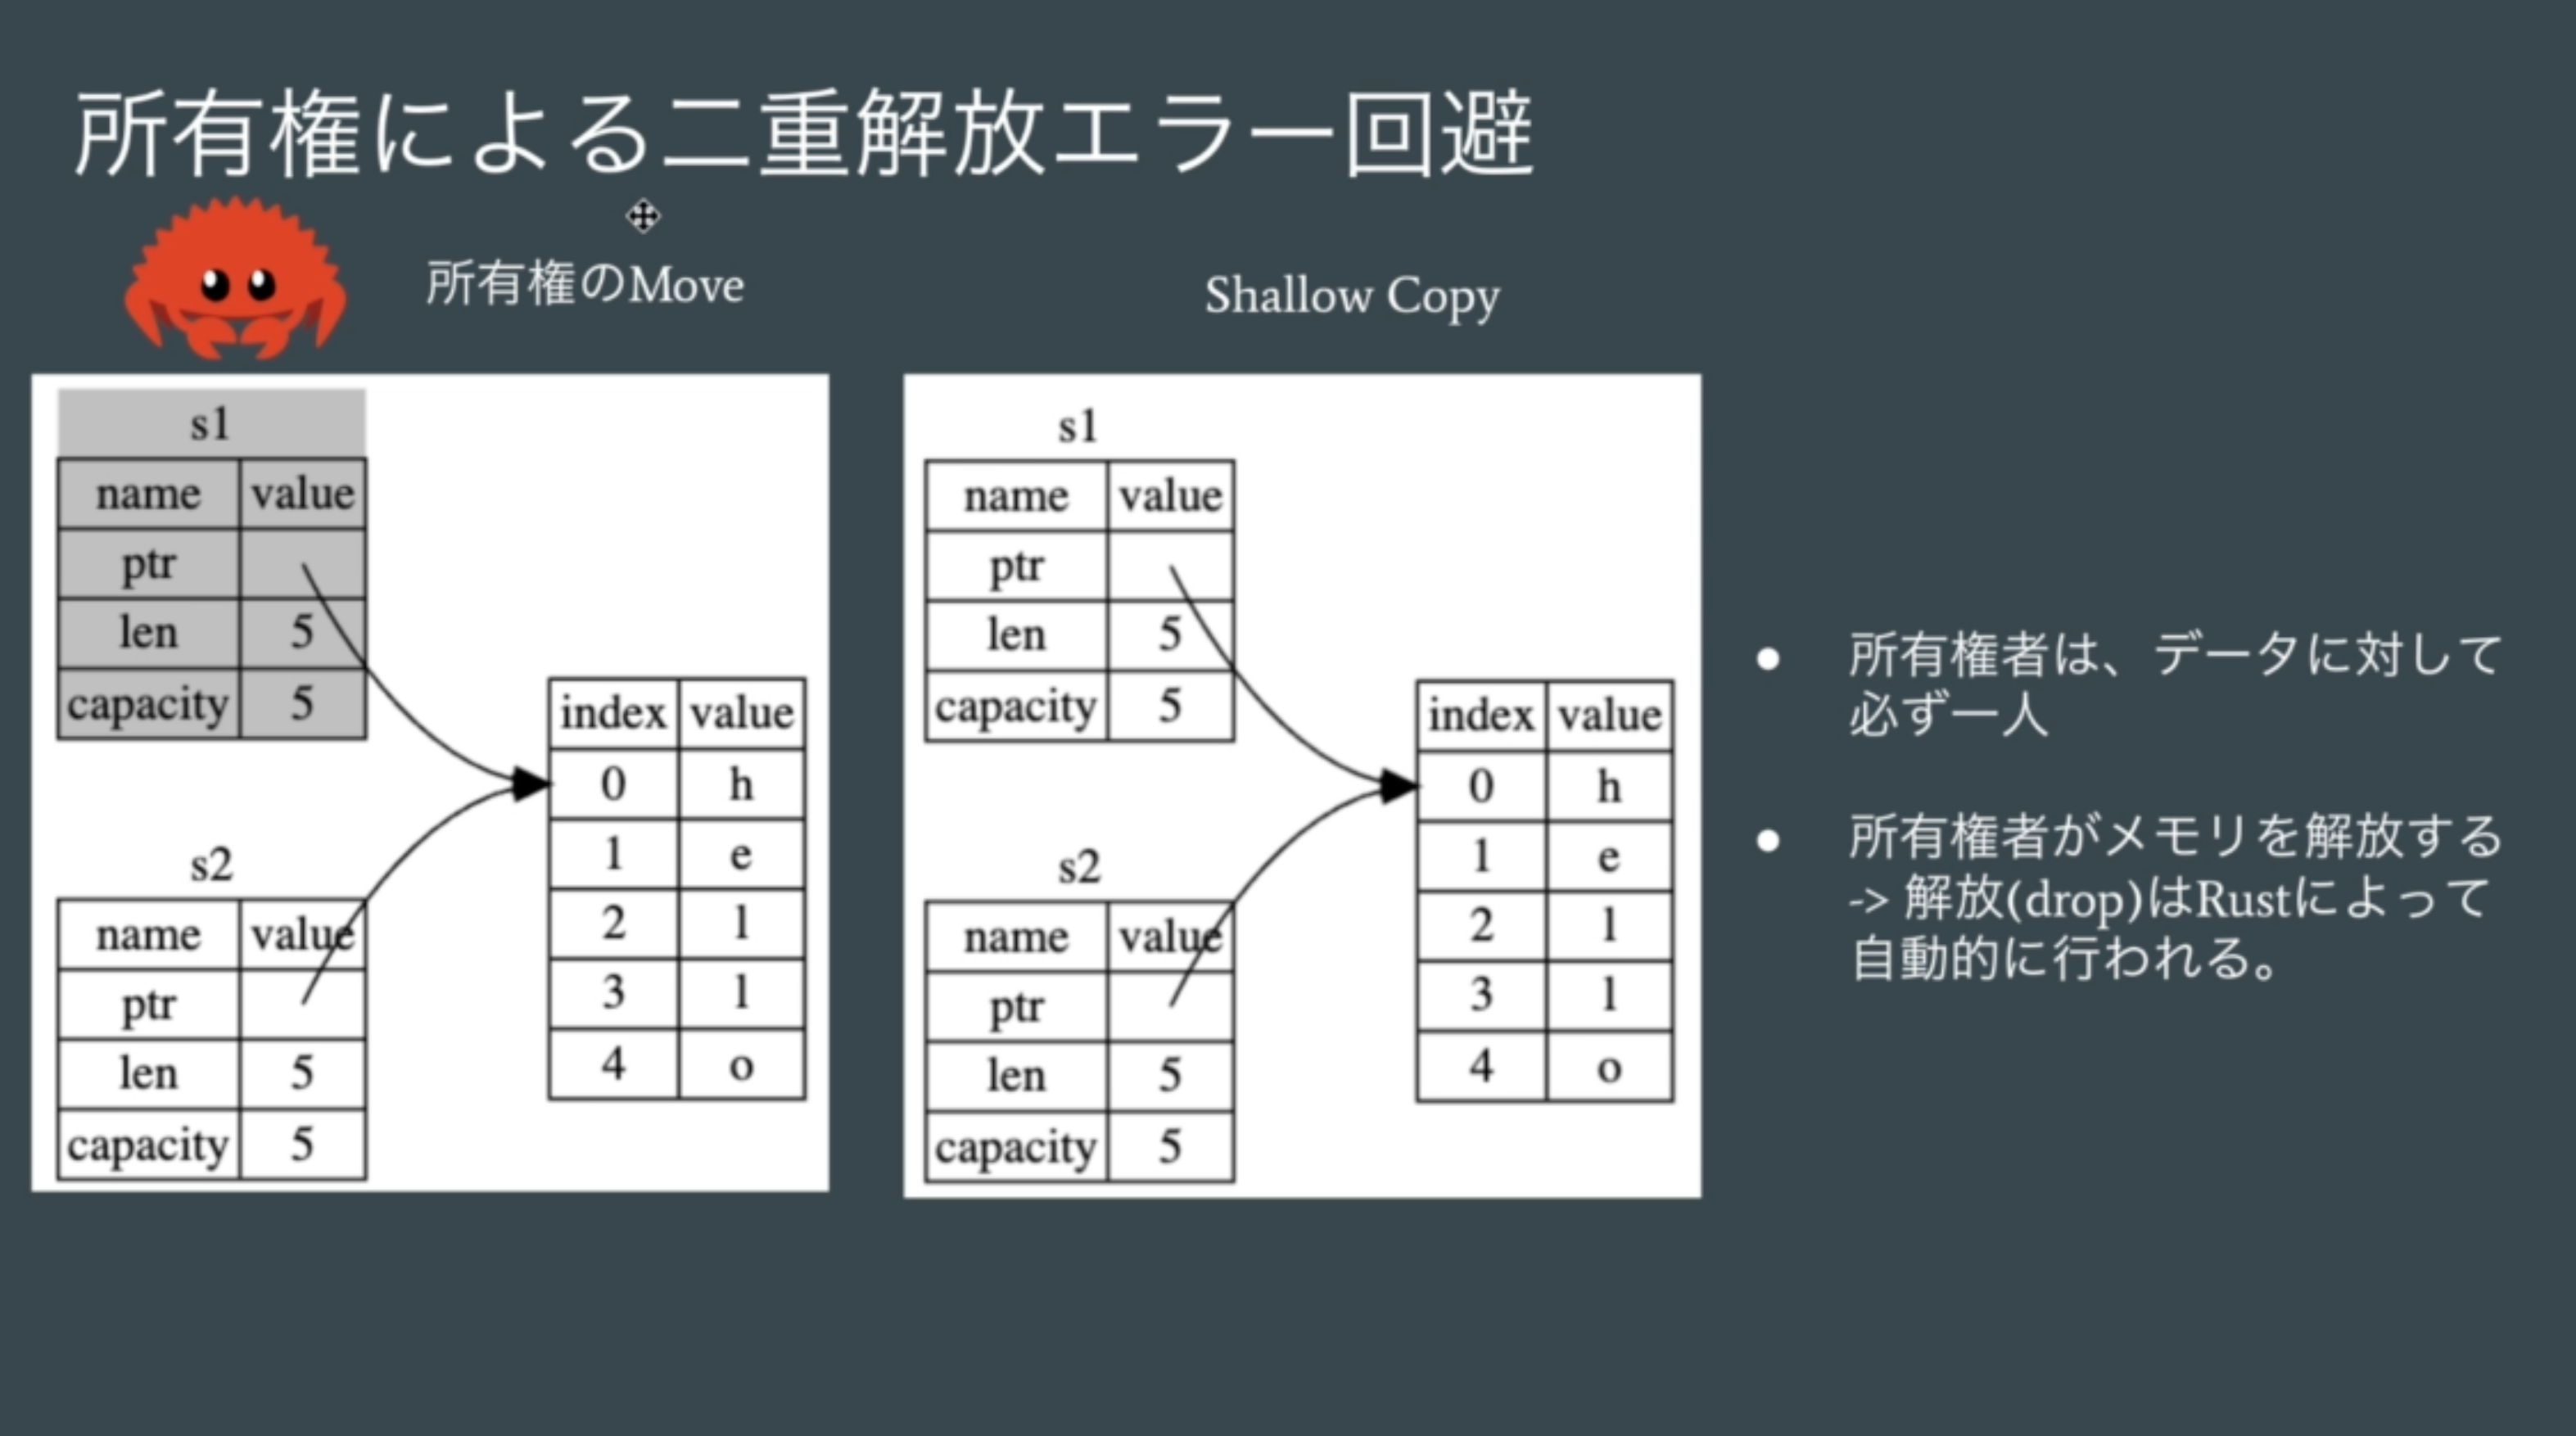 所有権による二重解放エラー回避
所有権のMove
Shallow Copy
s1
name value
ptr
len 5
capacity 5
s2
name value
ptr
len 5
capacity 5
index value
0 h
1 e
2 l
3 l
4 o
s1
name value
ptr
len 5
capacity 5
s2
name value
ptr
len 5
capacity 5
index value
0 h
1 e
2 l
3 l
4 o
● 所有権者は、データに対して
必ず一人
● 所有権者がメモリを解放する
-> 解放(drop)はRustによって
自動的に行われる。